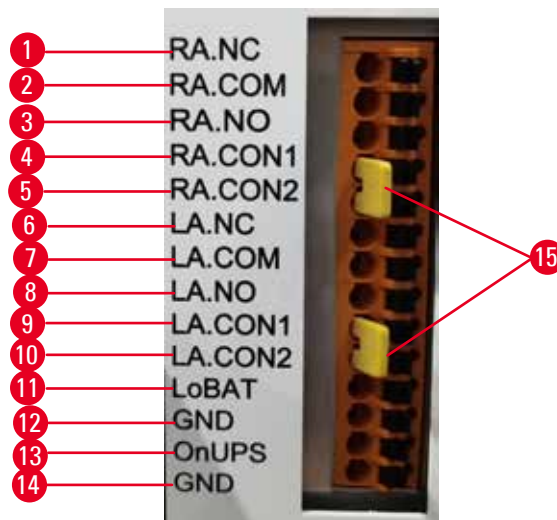 1 RA.NC
2 RA.COM
3 RA.NO
4 RA.CON1
5 RA.CON2
6 LA.NC
7 LA.COM
8 LA.NO
9 LA.CON1
10 LA.CON2
11 LoBAT
12 GND
13 OnUPS
14 GND
15